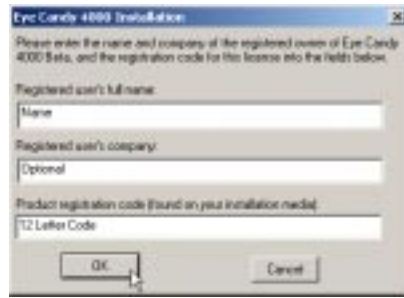 Eye Candy 4000 Installation
Please enter the name and company of the registered owner of Eye Candy
4000 Beta, and the registration code for this license into the fields below.
Registered user's full name:
Name
Registered user's company:
Optional
Product registration code (found on your installation media)
12 Letter Code
OK
Cancel